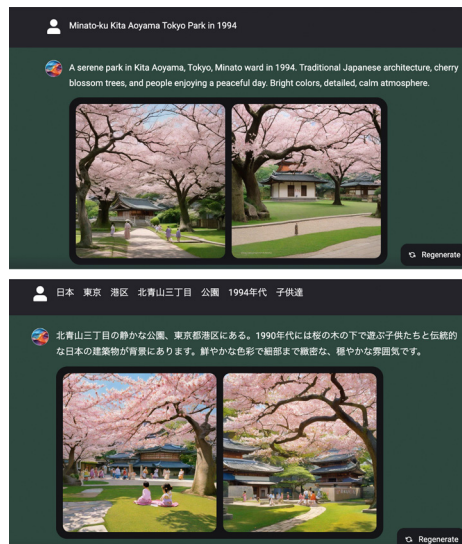 Minato-ku Kita Aoyama Tokyo Park in 1994
A serene park in Kita Aoyama, Tokyo, Minato ward in 1994. Traditional Japanese architecture, cherry
blossom trees, and people enjoying a peaceful day. Bright colors, detailed, calm atmosphere.
Regenerate
日本　東京　港区　北青山三丁目　公園　1994年代　子供達
北青山三丁目の静かな公園、東京都港区にある。1990年代には桜の木の下で遊ぶ子供たちと伝統的
な日本の建築物が背景にあります。鮮やかな色彩で細部まで緻密な、穏やかな雰囲気です。
Regenerate